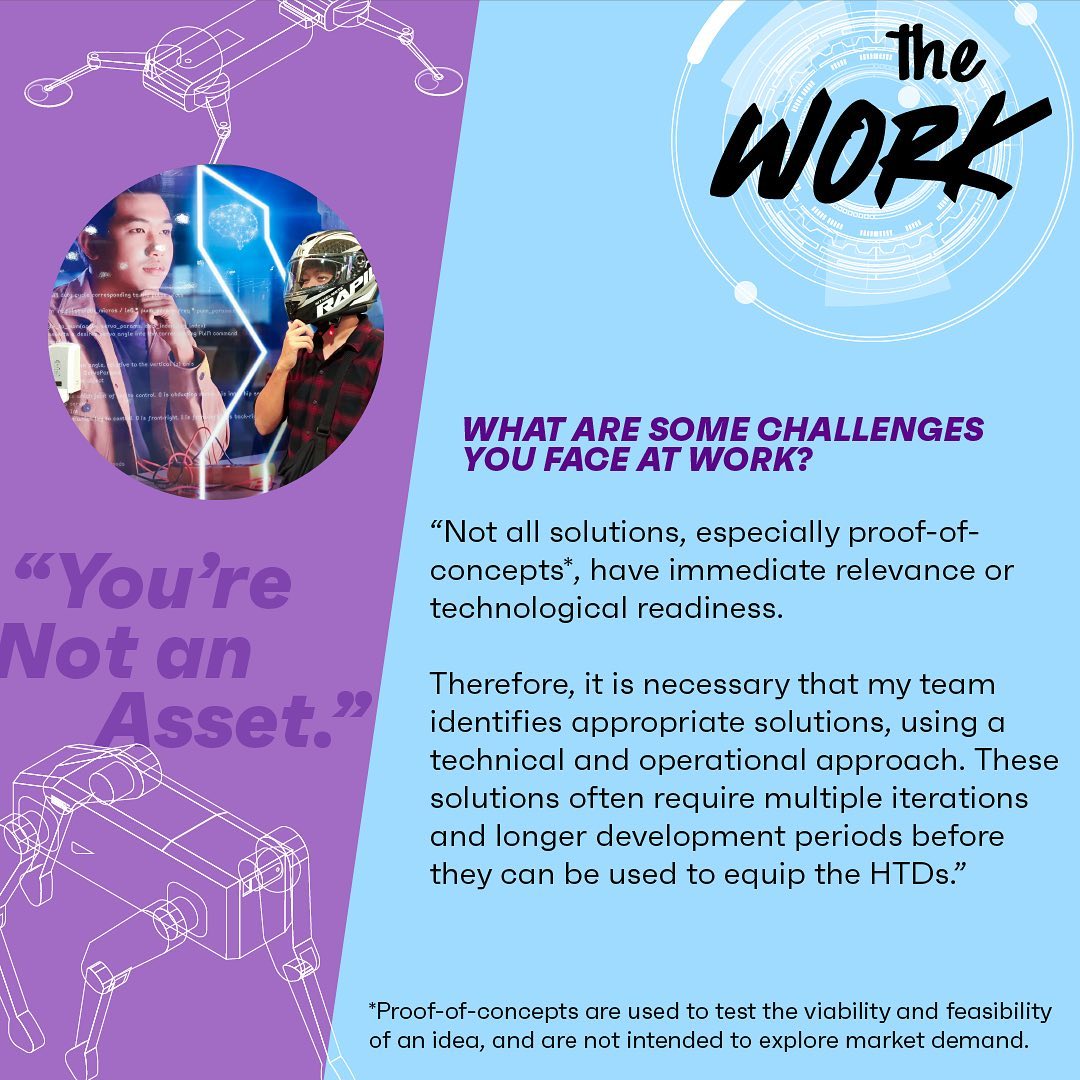 the
WORK
RAPID
WHAT ARE SOME CHALLENGES
YOU FACE AT WORK?
“Not all solutions, especially proof-of-
concepts*, have immediate relevance or
technological readiness.
Therefore, it is necessary that my team
identifies appropriate solutions, using a
technical and operational approach. These
solutions often require multiple iterations
and longer development periods before
they can be used to equip the HTDs.”
“You’re
Not an
Asset.”
*Proof-of-concepts are used to test the viability and feasibility
of an idea, and are not intended to explore market demand.